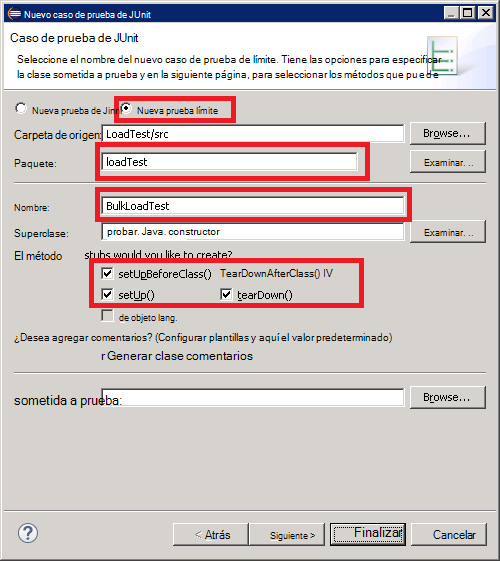 Nuevo caso de prueba de JUnit
Caso de prueba de JUnit
Seleccione el nombre del nuevo caso de prueba de límite. Tiene las opciones para especificar
la clase sometida a prueba y en la siguiente página, para seleccionar los métodos que puede
Nueva prueba de Jini Nueva prueba límite
Carpeta de origen: LoadTest/src Browse...
Paquete: loadTest Examinar. ..
Nombre: BulkLoadTest
Superclase: probar. Java. constructor Examinar. ..
El método stubs would you like to create?
setUpBeforeClass() TearDownAfterClass() IV
setUp() tearDown()
de objeto lang.
¿Desea agregar comentarios? (Configurar plantillas y aquí el valor predeterminado)
r Generar clase comentarios
sometida a prueba: Browse...
? < Atrás Siguiente > Finalizar Cancelar